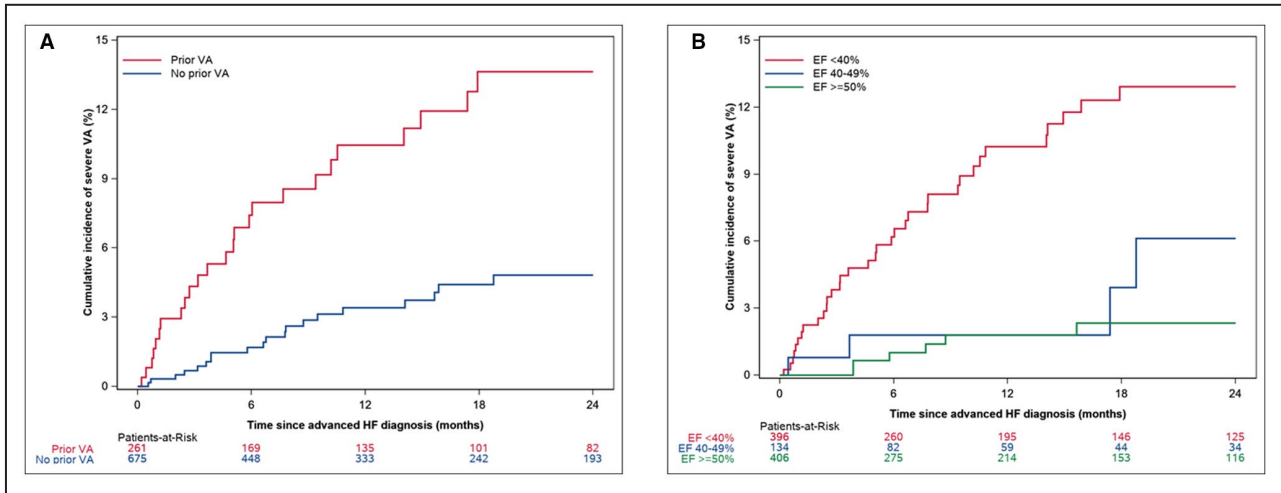 A
15
12
9
6
3
0
Cumulative incidence of severe VA (%)
Prior VA
No prior VA
0 6 12 18 24
Time since advanced HF diagnosis (months)
Patients-at-Risk
Prior VA 261 169 135 101 82
No prior VA 675 448 333 242 193
B
15
12
9
6
3
0
Cumulative incidence of severe VA (%)
EF <40%
EF 40-49%
EF >=50%
0 6 12 18 24
Time since advanced HF diagnosis (months)
Patients-at-Risk
EF <40% 396 260 195 146 125
EF 40-49% 134 82 59 44 34
EF >=50% 406 275 214 153 116